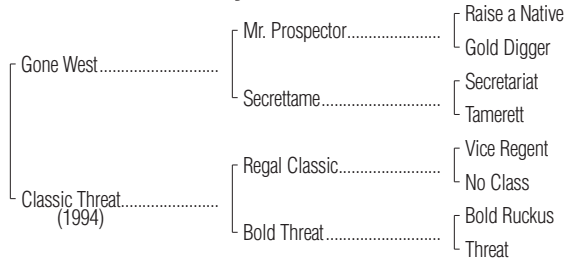 Raise a Native
Mr. Prospector....................
Gold Digger
Gone West..........................
Secretariat
Secrettame..........................
Tamerett
Vice Regent
Regal Classic......................
No Class
Classic Threat.....................
(1994)
Bold Ruckus
Bold Threat.........................
Threat